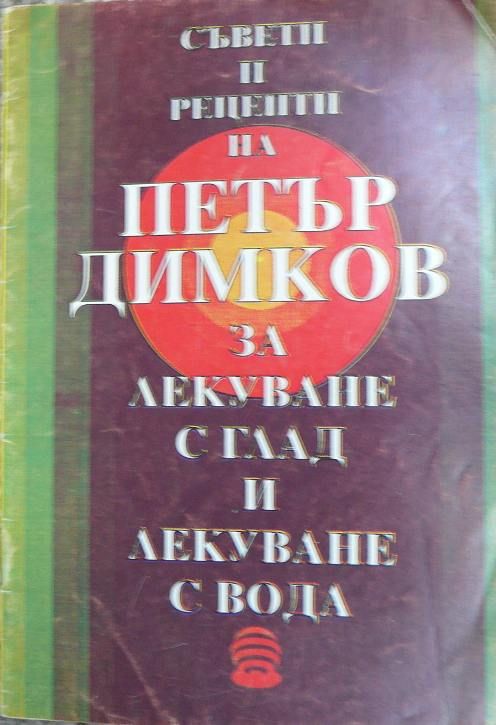 СЪВЕТИ
И
РЕЦЕПТИ
НА
ПЕТЪР
ДИМКОВ
ЗА
ЛЕКУВАНЕ
С ГЛАД
И
ЛЕКУВАНЕ
С ВОДА